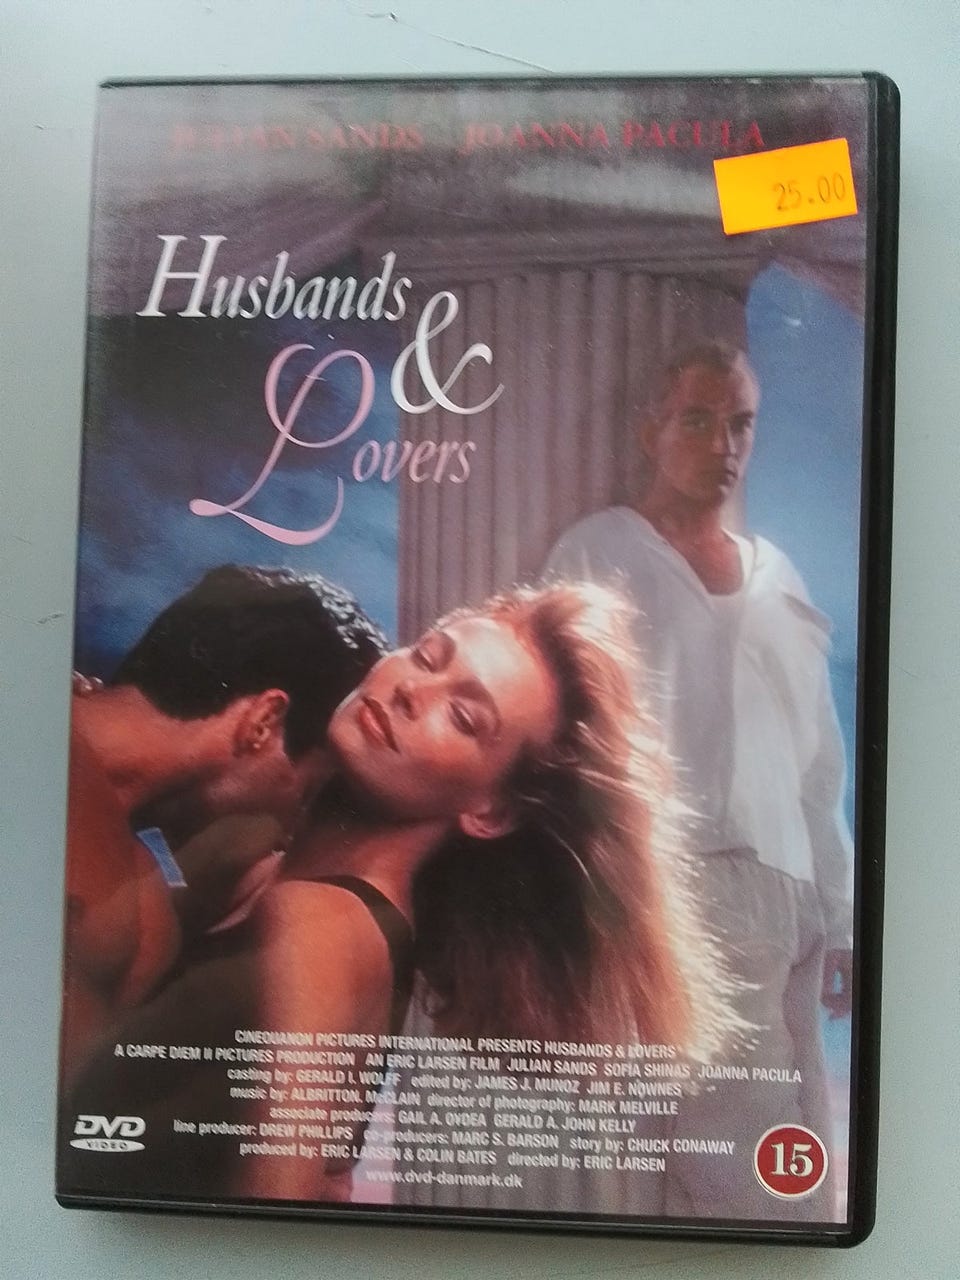 JULIAN SANDS JOANNA PACULA
25.00
Husbands
&
Lovers
CINEQUANON PICTURES INTERNATIONAL PRESENTS HUSBANDS & LOVERS
A CARPE DIEM II PICTURES PRODUCTION AN ERIC LARSEN FILM JULIAN SANDS SOFIA SHINAS JOANNA PACULA
casting by: GERALD I. WOLFF edited by: JAMES J. MUNOZ JIM E. NOWNES
music by: ALBRITTON. McCLAIN director of photography: MARK MELVILLE
associate producers: GAIL A. OYDEA GERALD A. JOHN KELLY
line producer: DREW PHILLIPS co-producers: MARC S. BARSON story by: CHUCK CONAWAY
produced by: ERIC LARSEN & COLIN BATES directed by: ERIC LARSEN
www.dvd-danmark.dk
DVD
VIDEO
15